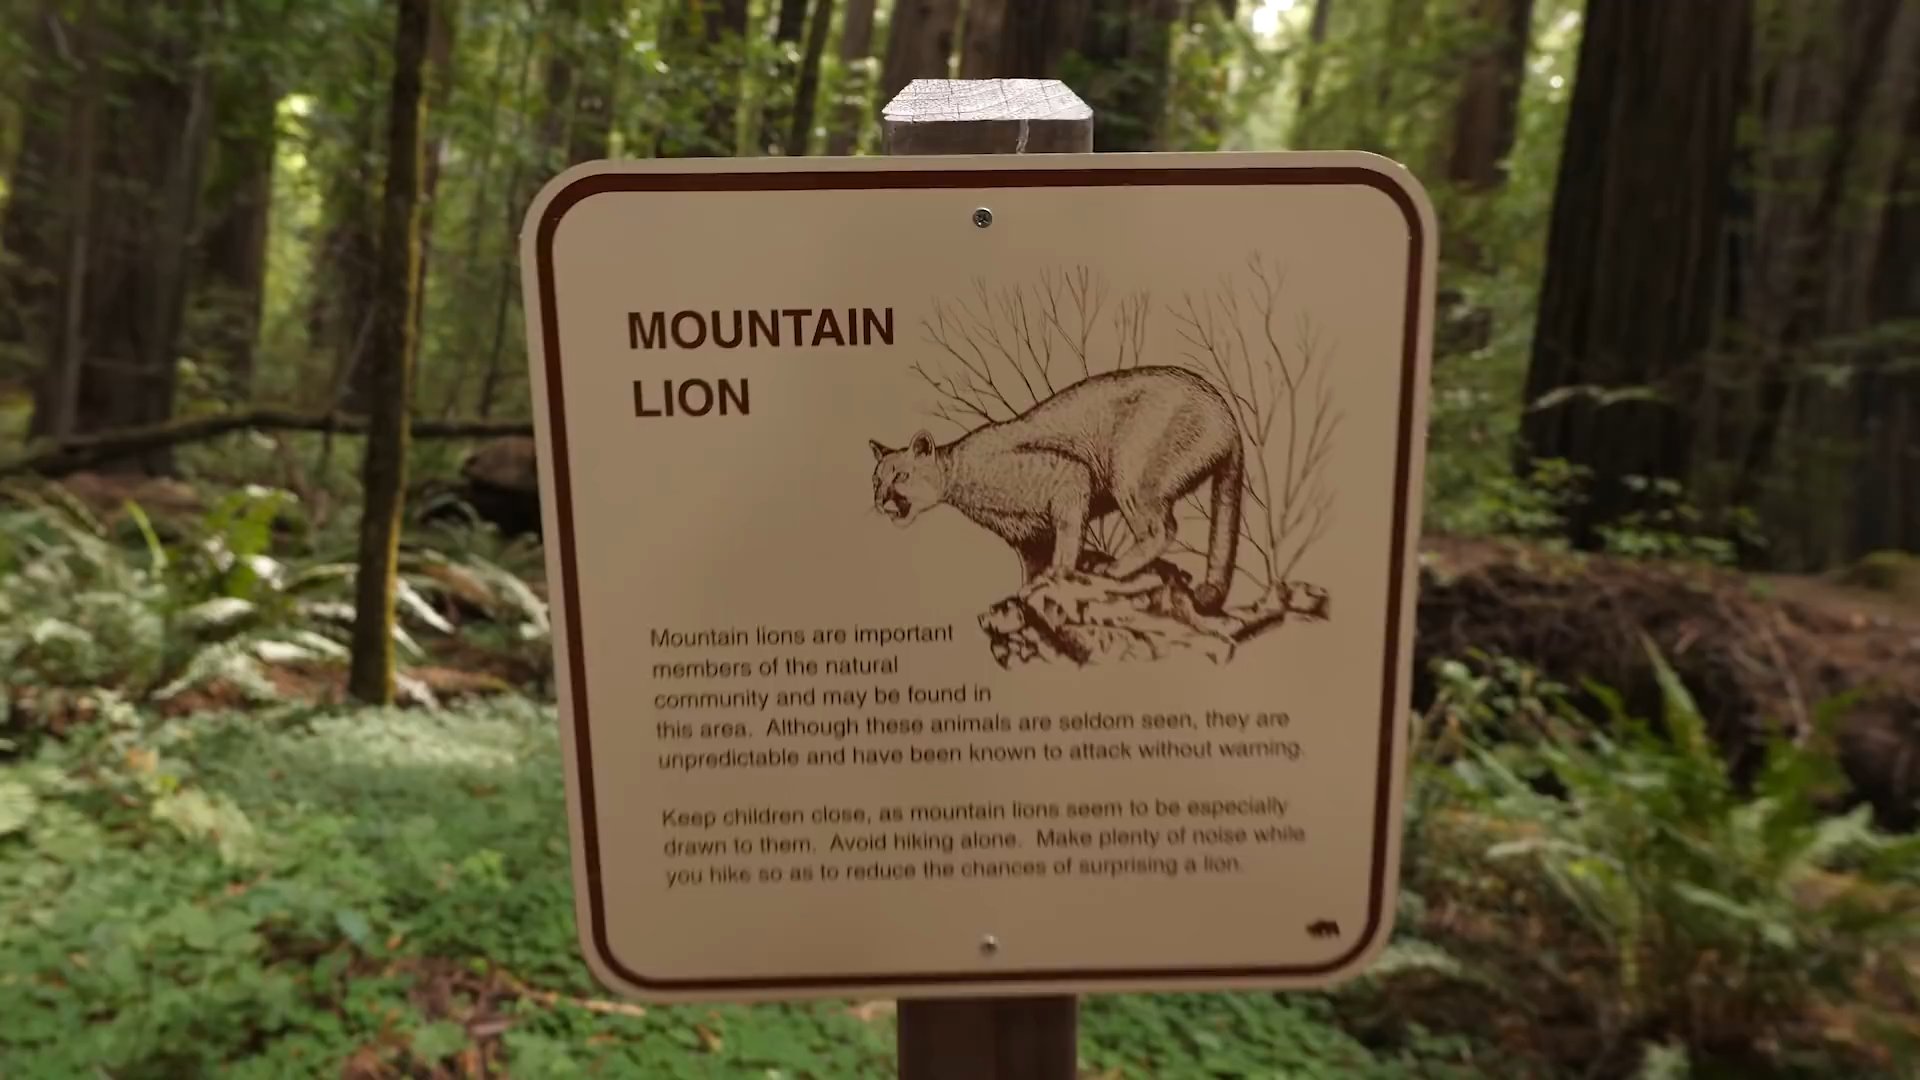 MOUNTAIN
LION
Mountain lions are important
members of the natural
community and may be found in
this area. Although these animals are seldom seen, they are
unpredictable and have been known to attack without warning.
Keep children close, as mountain lions seem to be especially
drawn to them. Avoid hiking alone. Make plenty of noise while
you hike so as to reduce the chances of surprising a lion.